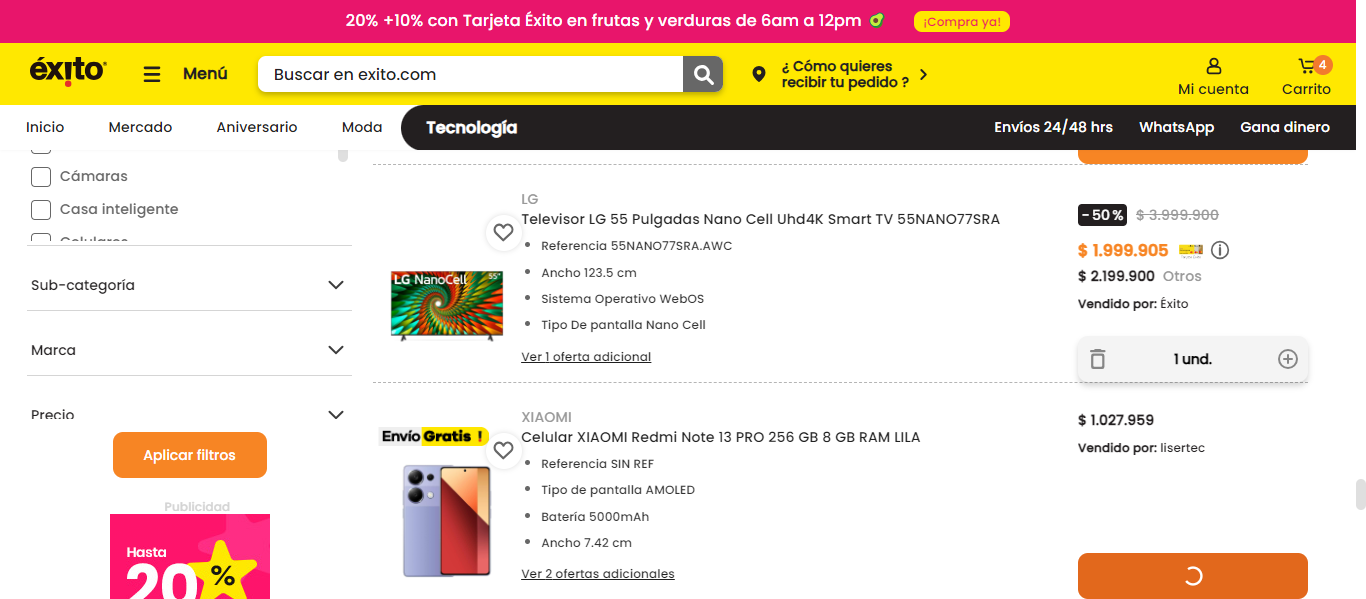 20% +10% con Tarjeta Éxito en frutas y verduras de 6am a 12pm ¡Compra ya!
éxito Menú Buscar en exito.com ¿ Cómo quieres recibir tu pedido ? Mi cuenta 4 Carrito
Inicio Mercado Aniversario Moda Tecnología Envíos 24/48 hrs WhatsApp Gana dinero
Cámaras
Casa inteligente
Celulares
Sub-categoría
Marca
Precio
Aplicar filtros
Publicidad
Hasta
20 %
LG
Televisor LG 55 Pulgadas Nano Cell Uhd4K Smart TV 55NANO77SRA
Referencia 55NANO77SRA.AWC
Ancho 123.5 cm
Sistema Operativo WebOS
Tipo De pantalla Nano Cell
Ver 1 oferta adicional
LG NanoCell 55"
- 50 % $ 3.999.900
$ 1.999.905
$ 2.199.900 Otros
Vendido por: Éxito
1 und.
XIAOMI
Envío Gratis !
Celular XIAOMI Redmi Note 13 PRO 256 GB 8 GB RAM LILA
Referencia SIN REF
Tipo de pantalla AMOLED
Batería 5000mAh
Ancho 7.42 cm
Ver 2 ofertas adicionales
$ 1.027.959
Vendido por: lisertec